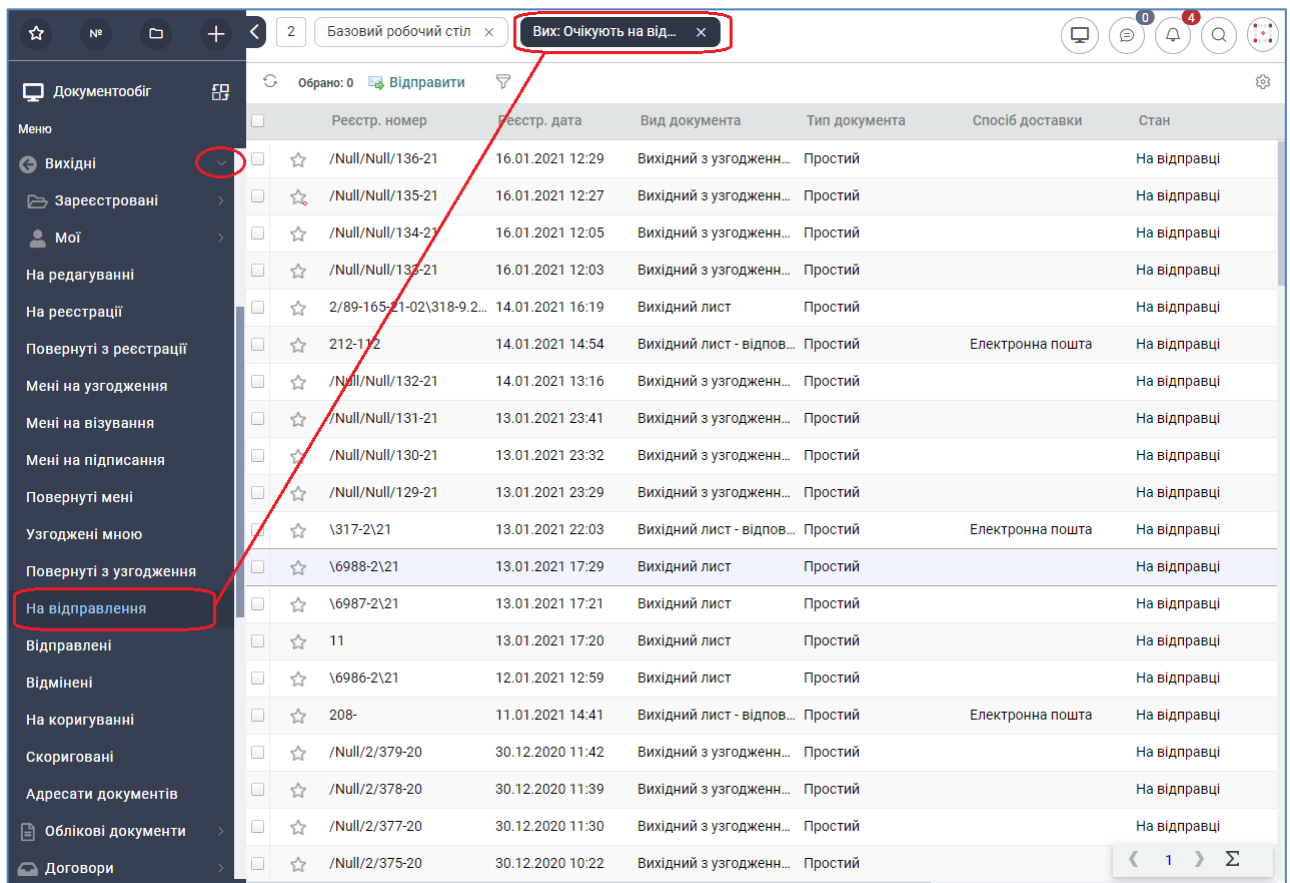 № 2 Базовий робочий стіл × Вих: Очікують на від... × 0 4
Документообіг
Обрано: 0 Відправити
Меню
Вихідні
Зареєстровані
Мої
На редагуванні
На реєстрації
Повернуті з реєстрації
Мені на узгодження
Мені на візування
Мені на підписання
Повернуті мені
Узгоджені мною
Повернуті з узгодження
На відправлення
Відправлені
Відмінені
На коригуванні
Скориговані
Адресати документів
Облікові документи
Договори
Реєстр. номер Реєстр. дата Вид документа Тип документа Спосіб доставки Стан
/Null/Null/136-21 16.01.2021 12:29 Вихідний з узгодженн... Простий На відправці
/Null/Null/135-21 16.01.2021 12:27 Вихідний з узгодженн... Простий На відправці
/Null/Null/134-21 16.01.2021 12:05 Вихідний з узгодженн... Простий На відправці
/Null/Null/133-21 16.01.2021 12:03 Вихідний з узгодженн... Простий На відправці
2/89-165-21-02\318-9.2... 14.01.2021 16:19 Вихідний лист Простий На відправці
212-112 14.01.2021 14:54 Вихідний лист - відпов... Простий Електронна пошта На відправці
/Null/Null/132-21 14.01.2021 13:16 Вихідний з узгодженн... Простий На відправці
/Null/Null/131-21 13.01.2021 23:41 Вихідний з узгодженн... Простий На відправці
/Null/Null/130-21 13.01.2021 23:32 Вихідний з узгодженн... Простий На відправці
/Null/Null/129-21 13.01.2021 23:29 Вихідний з узгодженн... Простий На відправці
\317-2\21 13.01.2021 22:03 Вихідний лист - відпов... Простий Електронна пошта На відправці
\6988-2\21 13.01.2021 17:29 Вихідний лист Простий На відправці
\6987-2\21 13.01.2021 17:21 Вихідний лист Простий На відправці
11 13.01.2021 17:20 Вихідний лист Простий На відправці
\6986-2\21 12.01.2021 12:59 Вихідний лист Простий На відправці
208- 11.01.2021 14:41 Вихідний лист - відпов... Простий Електронна пошта На відправці
/Null/2/379-20 30.12.2020 11:42 Вихідний з узгодженн... Простий На відправці
/Null/2/378-20 30.12.2020 11:39 Вихідний з узгодженн... Простий На відправці
/Null/2/377-20 30.12.2020 11:30 Вихідний з узгодженн... Простий На відправці
/Null/2/375-20 30.12.2020 10:22 Вихідний з узгодженн... Простий
1 Σ